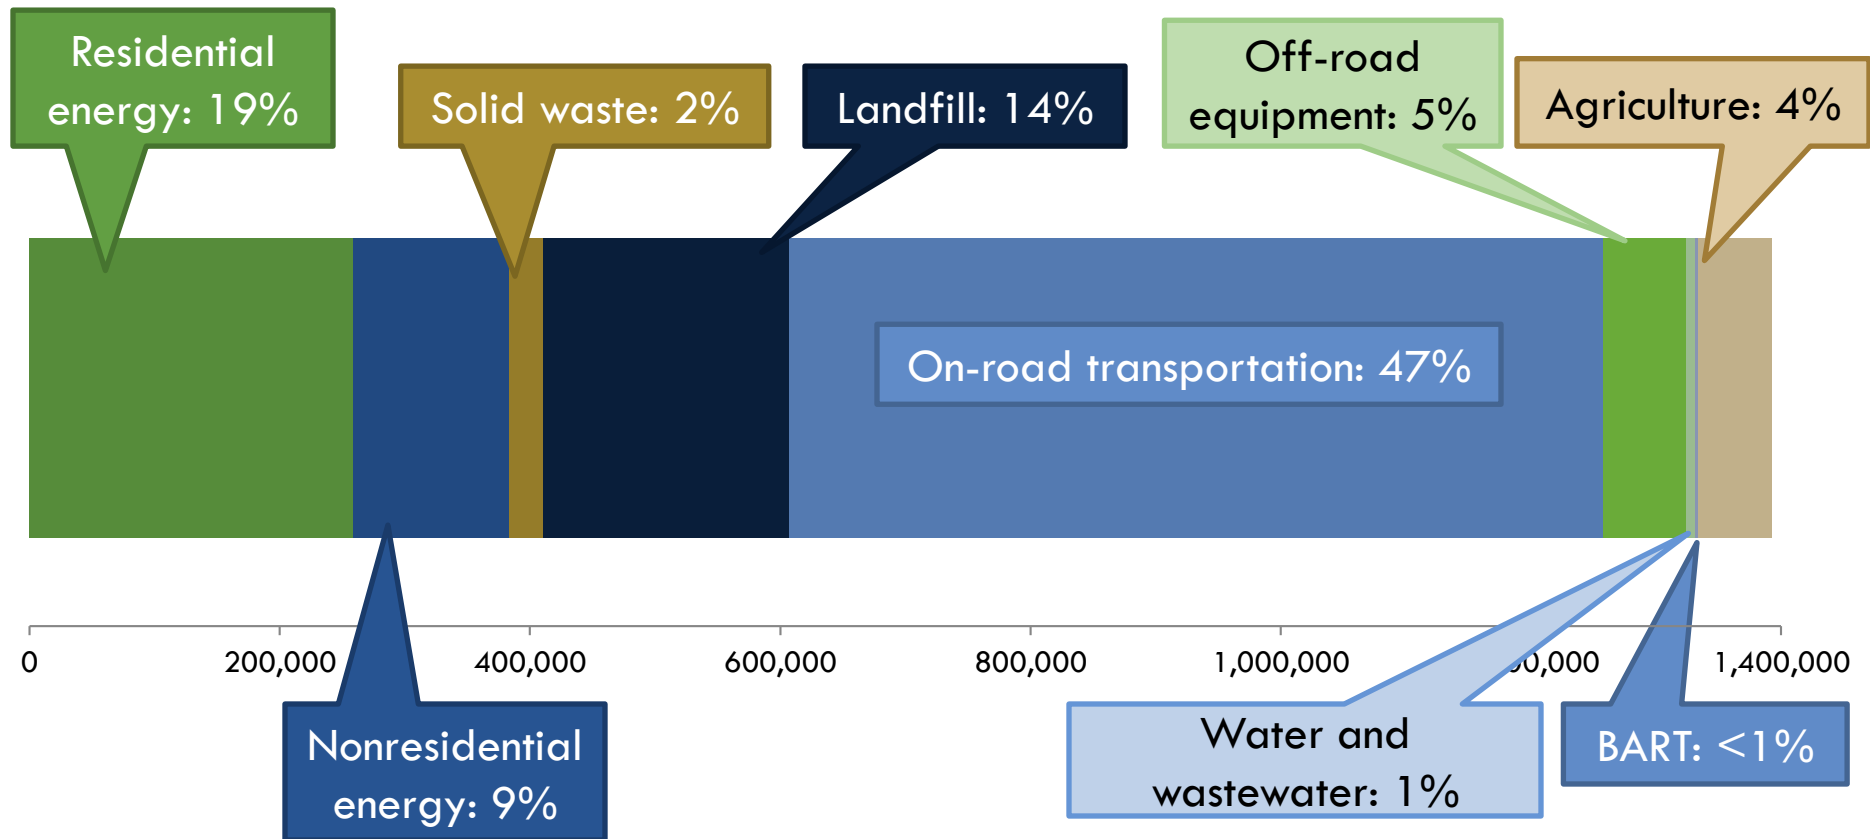 Residential
energy: 19%
Solid waste: 2%
Landfill: 14%
Off-road
equipment: 5%
Agriculture: 4%
On-road transportation: 47%
0
200,000
400,000
600,000
800,000
1,000,000
1,400,000
Nonresidential
energy: 9%
Water and
wastewater: 1%
BART: <1%